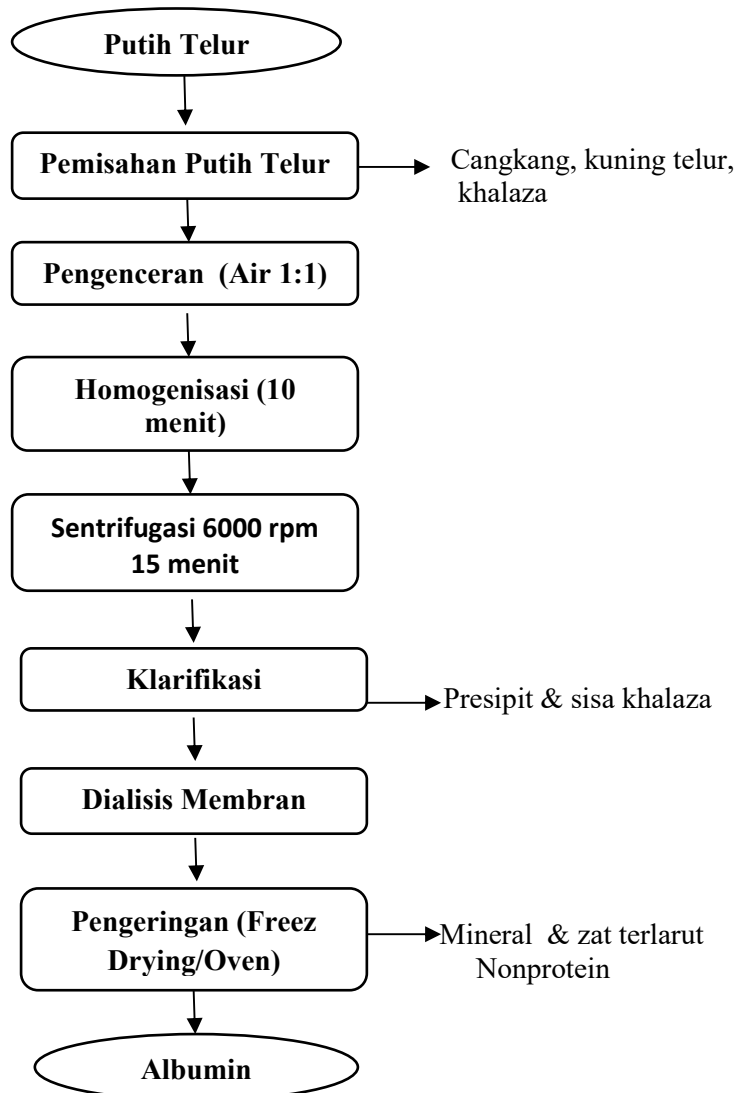 Putih Telur
Pemisahan Putih Telur
Cangkang, kuning telur,
khalaza
Pengenceran (Air 1:1)
Homogenisasi (10
menit)
Sentrifugasi 6000 rpm
15 menit
Klarifikasi
Presipit & sisa khalaza
Dialisis Membran
Pengeringan (Freez
Drying/Oven)
Mineral & zat terlarut
Nonprotein
Albumin